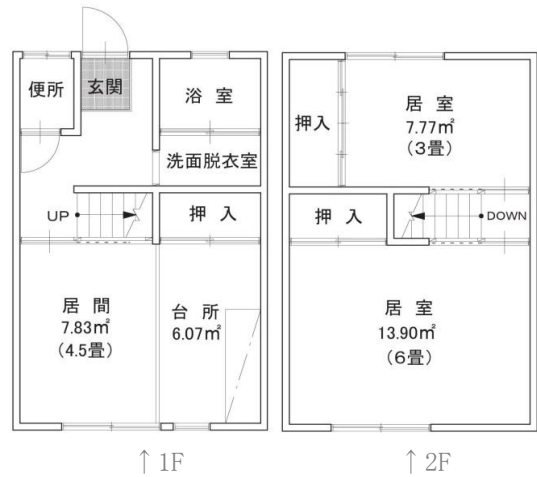 便所
玄関
浴室
洗面脱衣室
UP
押入
居間
7.83㎡
(4.5畳)
台所
6.07㎡
↑1F
押入
居室
7.77㎡
(3畳)
押入
DOWN
居室
13.90㎡
(6畳)
↑2F